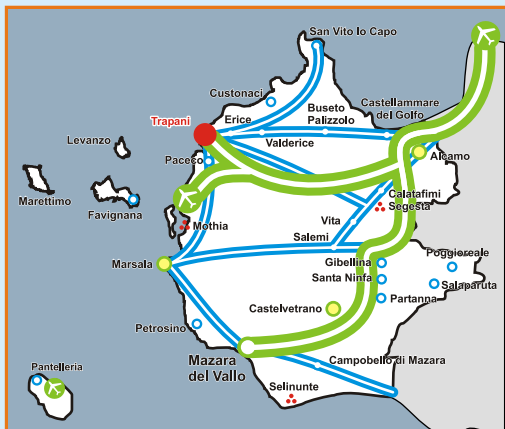 San Vito lo Capo
Custonaci
Trapani
Erice
Buseto
Palizzolo
Castellammare
del Golfo
Valderice
Levanzo
Paceco
Alcamo
Marettimo
Favignana
Calatafimi
Segesta
Mothia
Vita
Salemi
Marsala
Gibellina
Poggioreale
Santa Ninfa
Salaparuta
Partanna
Castelvetrano
Petrosino
Mazara
del Vallo
Campobello di Mazara
Pantelleria
Selinunte